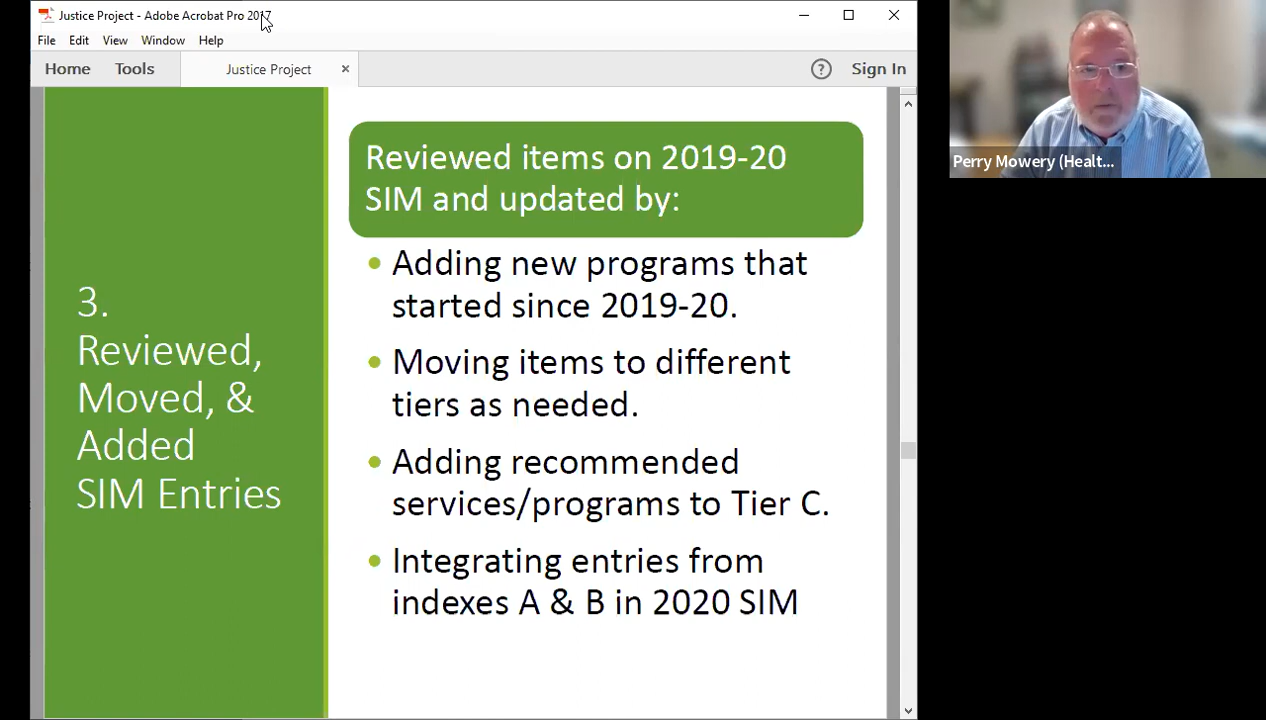 Justice Project - Adobe Acrobat Pro 2017
File Edit View Window Help
Home Tools Justice Project × ? Sign In
3.
Reviewed,
Moved, &
Added
SIM Entries
Reviewed items on 2019-20
SIM and updated by:
• Adding new programs that
started since 2019-20.
• Moving items to different
tiers as needed.
• Adding recommended
services/programs to Tier C.
• Integrating entries from
indexes A & B in 2020 SIM
Perry Mowery (Healt...